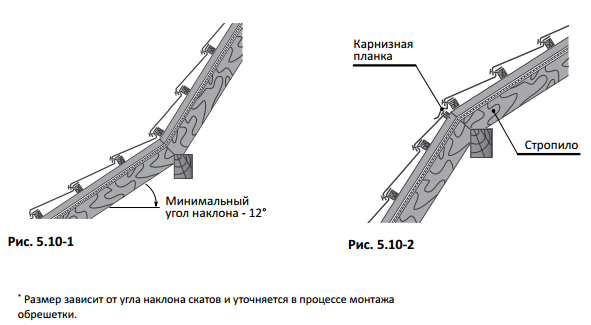 Карнизная
планка
Стропило
Минимальный
угол наклона - 12°
Рис. 5.10-1
Рис. 5.10-2
* Размер зависит от угла наклона скатов и уточняется в процессе монтажа
обрешетки.